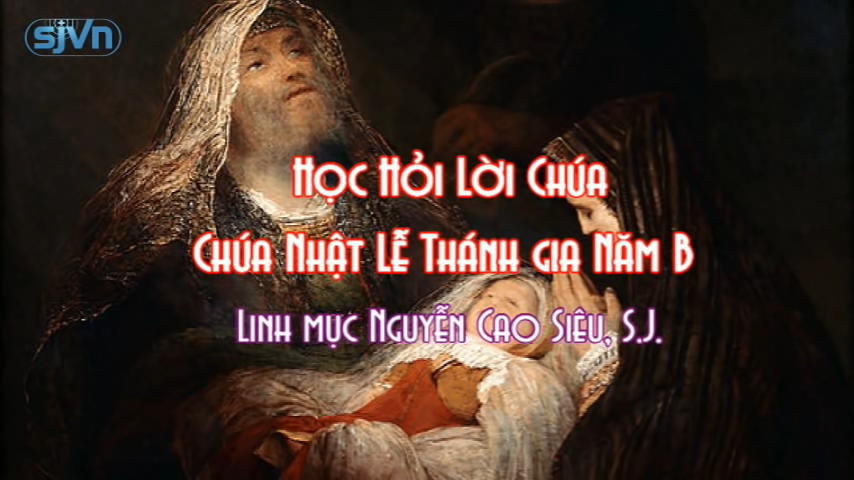 sjvn
Học Hỏi Lời Chúa
Chúa Nhật Lễ Thánh gia Năm B
Linh mục Nguyễn Cao Siêu, S.J.